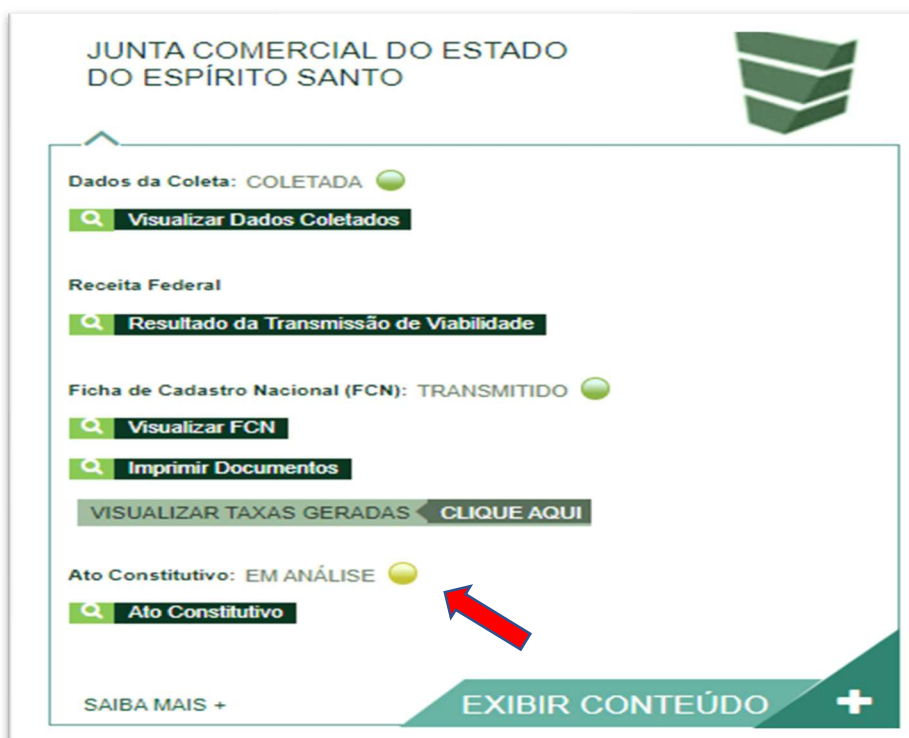 JUNTA COMERCIAL DO ESTADO
DO ESPÍRITO SANTO
Dados da Coleta: COLETADA
Visualizar Dados Coletados
Receita Federal
Resultado da Transmissão de Viabilidade
Ficha de Cadastro Nacional (FCN): TRANSMITIDO
Visualizar FCN
Imprimir Documentos
VISUALIZAR TAXAS GERADAS CLIQUE AQUI
Ato Constitutivo: EM ANÁLISE
Ato Constitutivo
SAIBA MAIS +
EXIBIR CONTEÚDO +